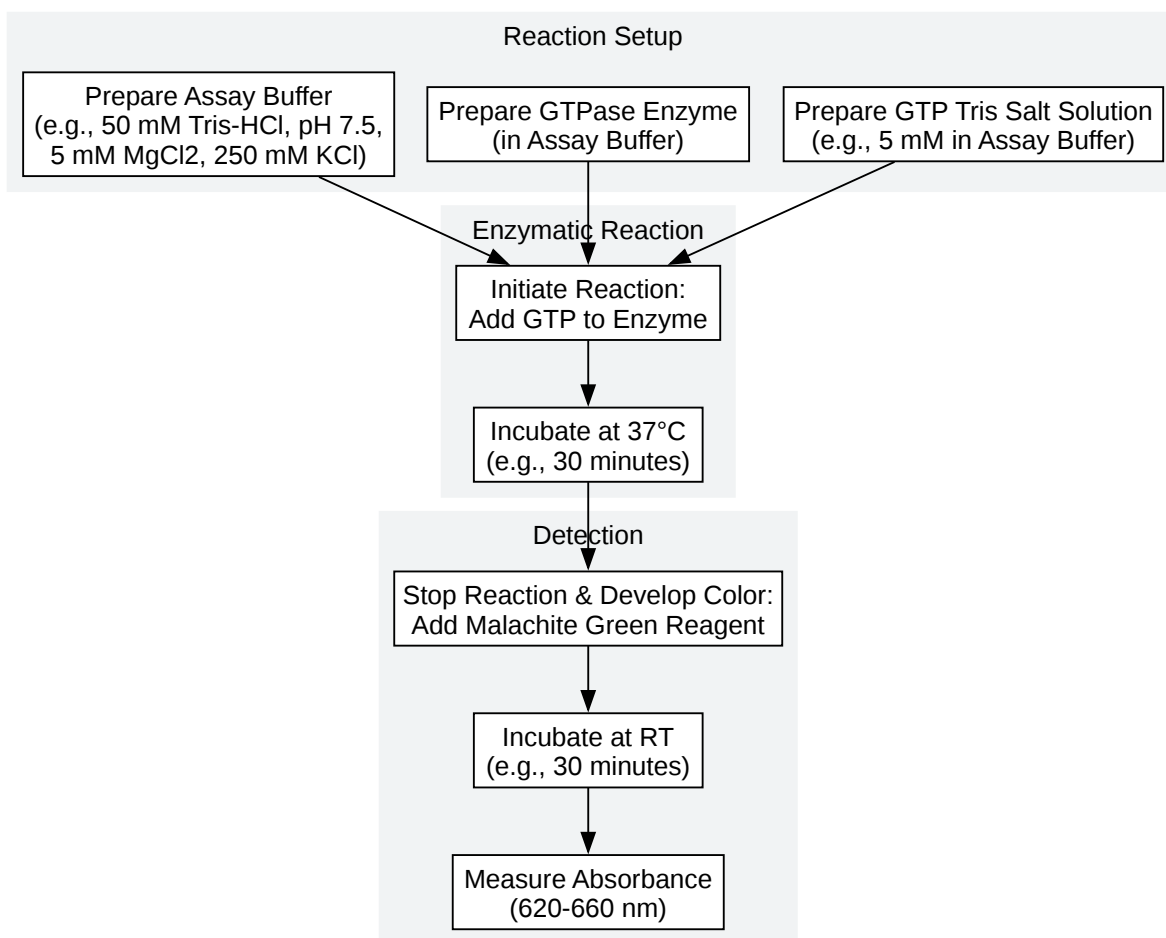 Reaction Setup
Prepare Assay Buffer
(e.g., 50 mM Tris-HCl, pH 7.5,
5 mM MgCl2, 250 mM KCl)
Prepare GTPase Enzyme
(in Assay Buffer)
Prepare GTP Tris Salt Solution
(e.g., 5 mM in Assay Buffer)
Enzymatic Reaction
Initiate Reaction:
Add GTP to Enzyme
Incubate at 37°C
(e.g., 30 minutes)
Detection
Stop Reaction & Develop Color:
Add Malachite Green Reagent
Incubate at RT
(e.g., 30 minutes)
Measure Absorbance
(620-660 nm)